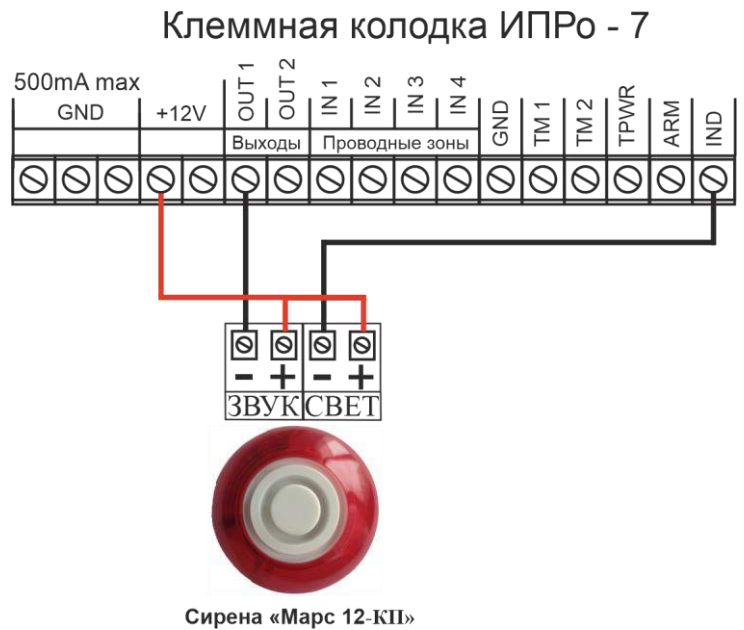 Клеммная колодка ИПРо - 7
500mA max
GND
+12V
OUT 1
OUT 2
IN 1
IN 2
IN 3
IN 4
GND
TM 1
TM 2
TPWR
ARM
IND
Выходы
Проводные зоны
− + − +
ЗВУК СВЕТ
Сирена «Марс 12-КП»